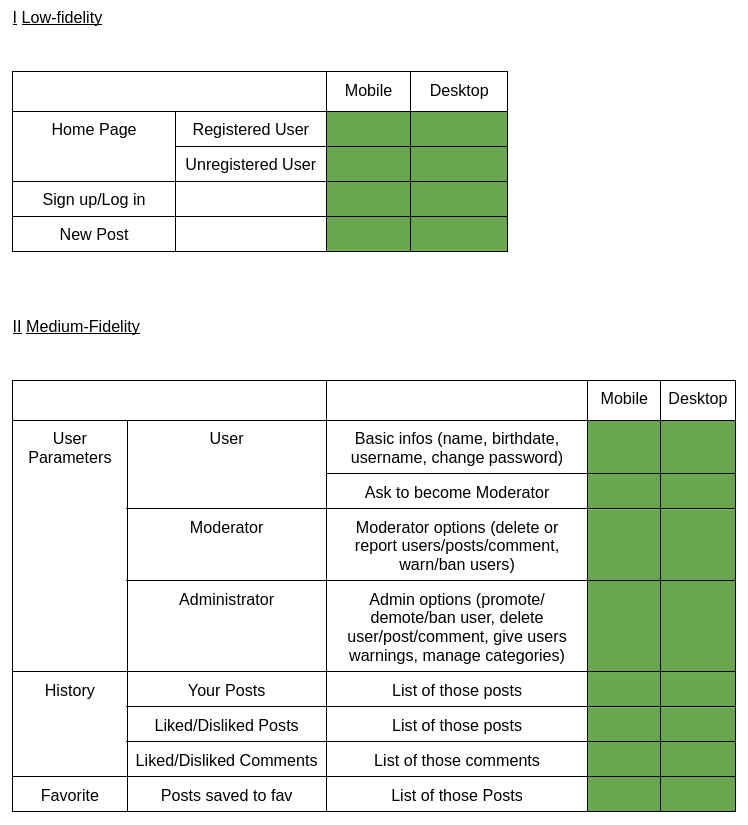 I Low-fidelity
Mobile
Desktop
Home Page
Registered User
Unregistered User
Sign up/Log in
New Post
II Medium-Fidelity
Mobile
Desktop
User
Parameters
User
Basic infos (name, birthdate,
username, change password)
Ask to become Moderator
Moderator
Moderator options (delete or
report users/posts/comment,
warn/ban users)
Administrator
Admin options (promote/
demote/ban user, delete
user/post/comment, give users
warnings, manage categories)
History
Your Posts
List of those posts
Liked/Disliked Posts
List of those posts
Liked/Disliked Comments
List of those comments
Favorite
Posts saved to fav
List of those Posts